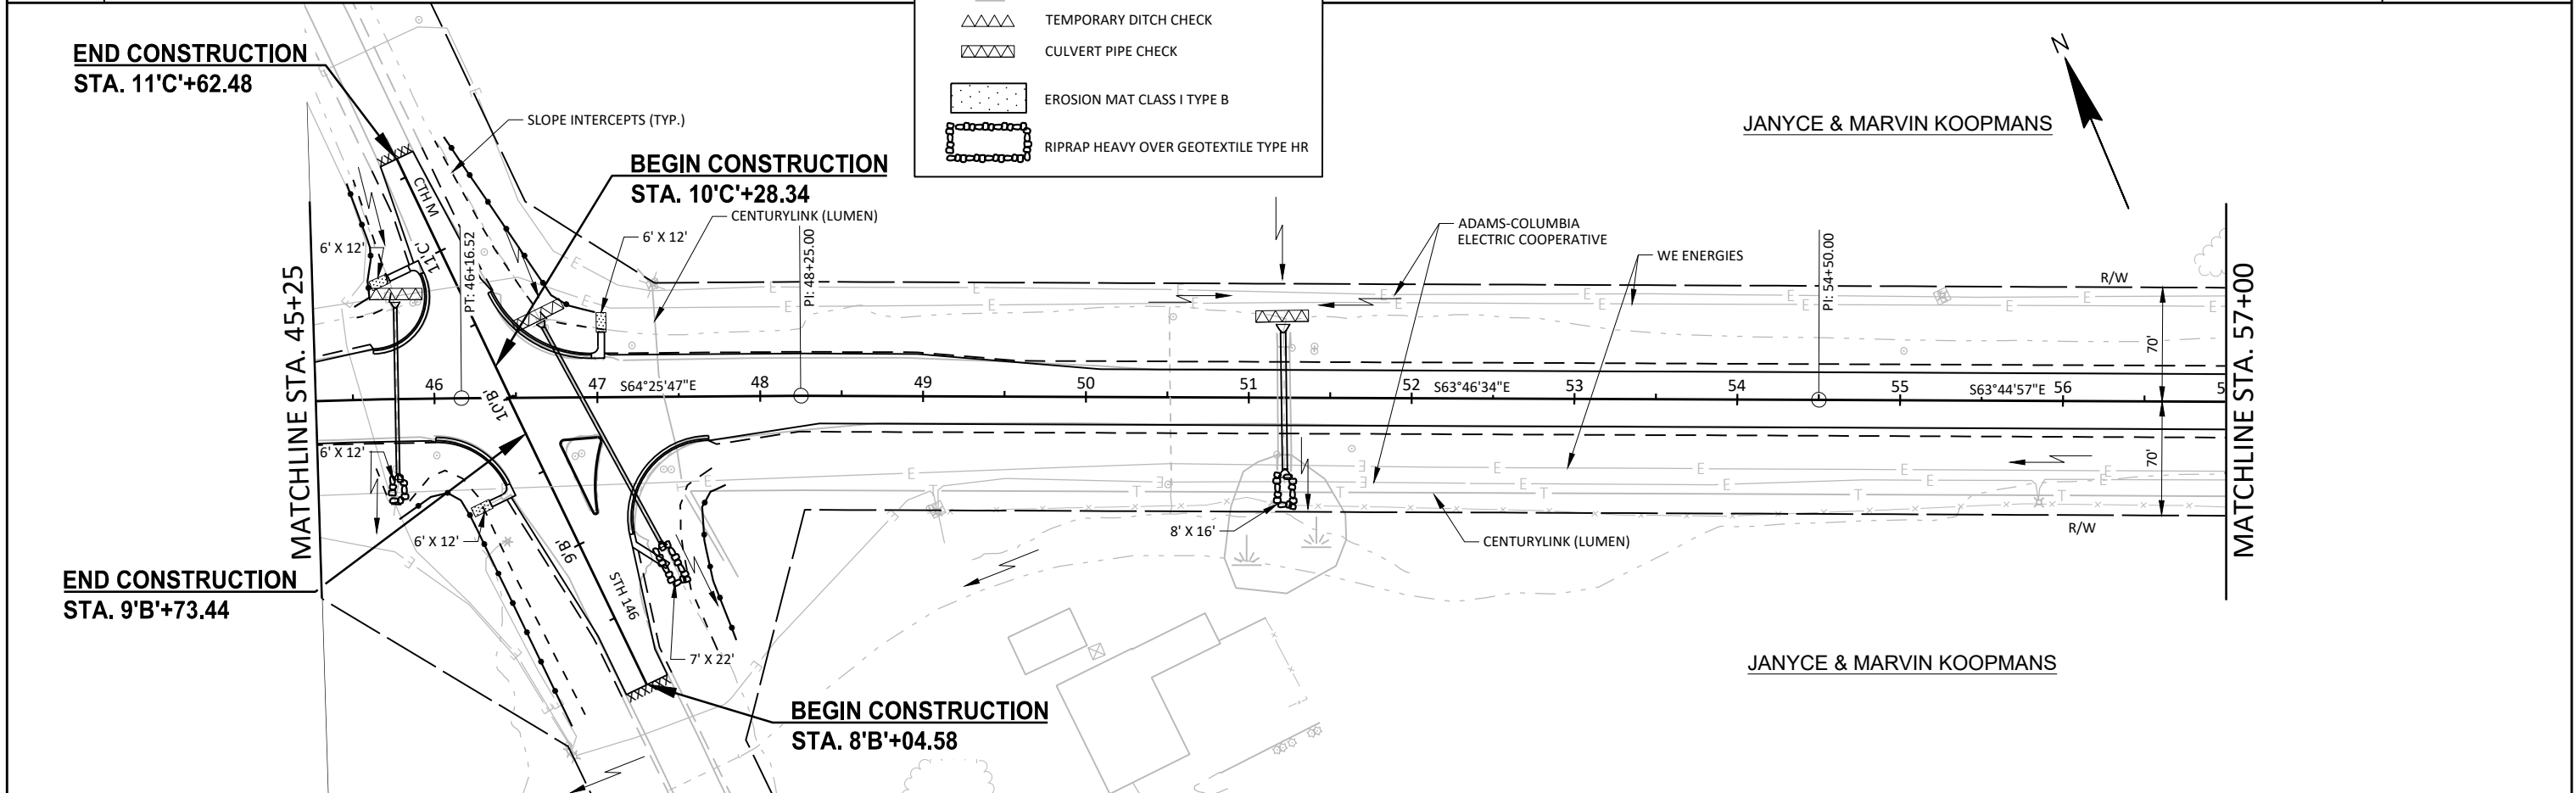 TEMPORARY DITCH CHECK
CULVERT PIPE CHECK
EROSION MAT CLASS I TYPE B
RIPRAP HEAVY OVER GEOTEXTILE TYPE HR
N
END CONSTRUCTION
STA. 11'C'+62.48
SLOPE INTERCEPTS (TYP.)
JANYCE & MARVIN KOOPMANS
BEGIN CONSTRUCTION
STA. 10'C'+28.34
CENTURYLINK (LUMEN)
6' X 12'
6' X 12'
CTH M
11'C'
PT: 46+16.52
PI: 48+25.00
ADAMS-COLUMBIA
ELECTRIC COOPERATIVE
WE ENERGIES
PI: 54+50.00
R/W
70'
MATCHLINE STA. 45+25
MATCHLINE STA. 57+00
46
47
S64°25'47"E
48
49
50
51
52
S63°46'34"E
53
54
55
S63°44'57"E
56
5
10'B'
70'
6' X 12'
6' X 12'
9'B'
STH 146
7' X 22'
8' X 16'
CENTURYLINK (LUMEN)
R/W
END CONSTRUCTION
STA. 9'B'+73.44
BEGIN CONSTRUCTION
STA. 8'B'+04.58
JANYCE & MARVIN KOOPMANS